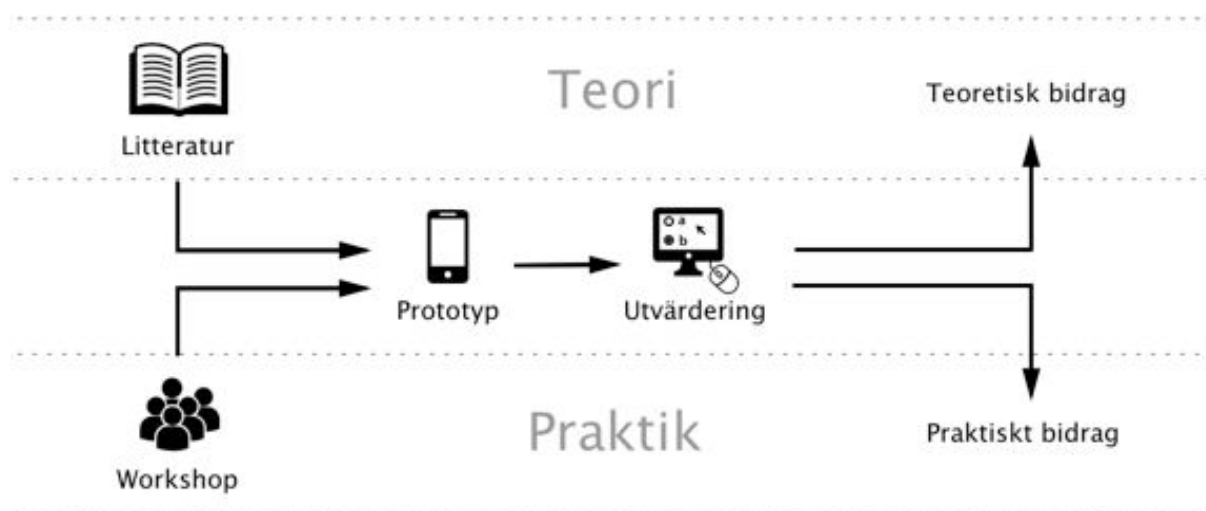 Teori
Teoretisk bidrag
Litteratur
a
b
Prototyp
Utvärdering
Praktik
Praktiskt bidrag
Workshop